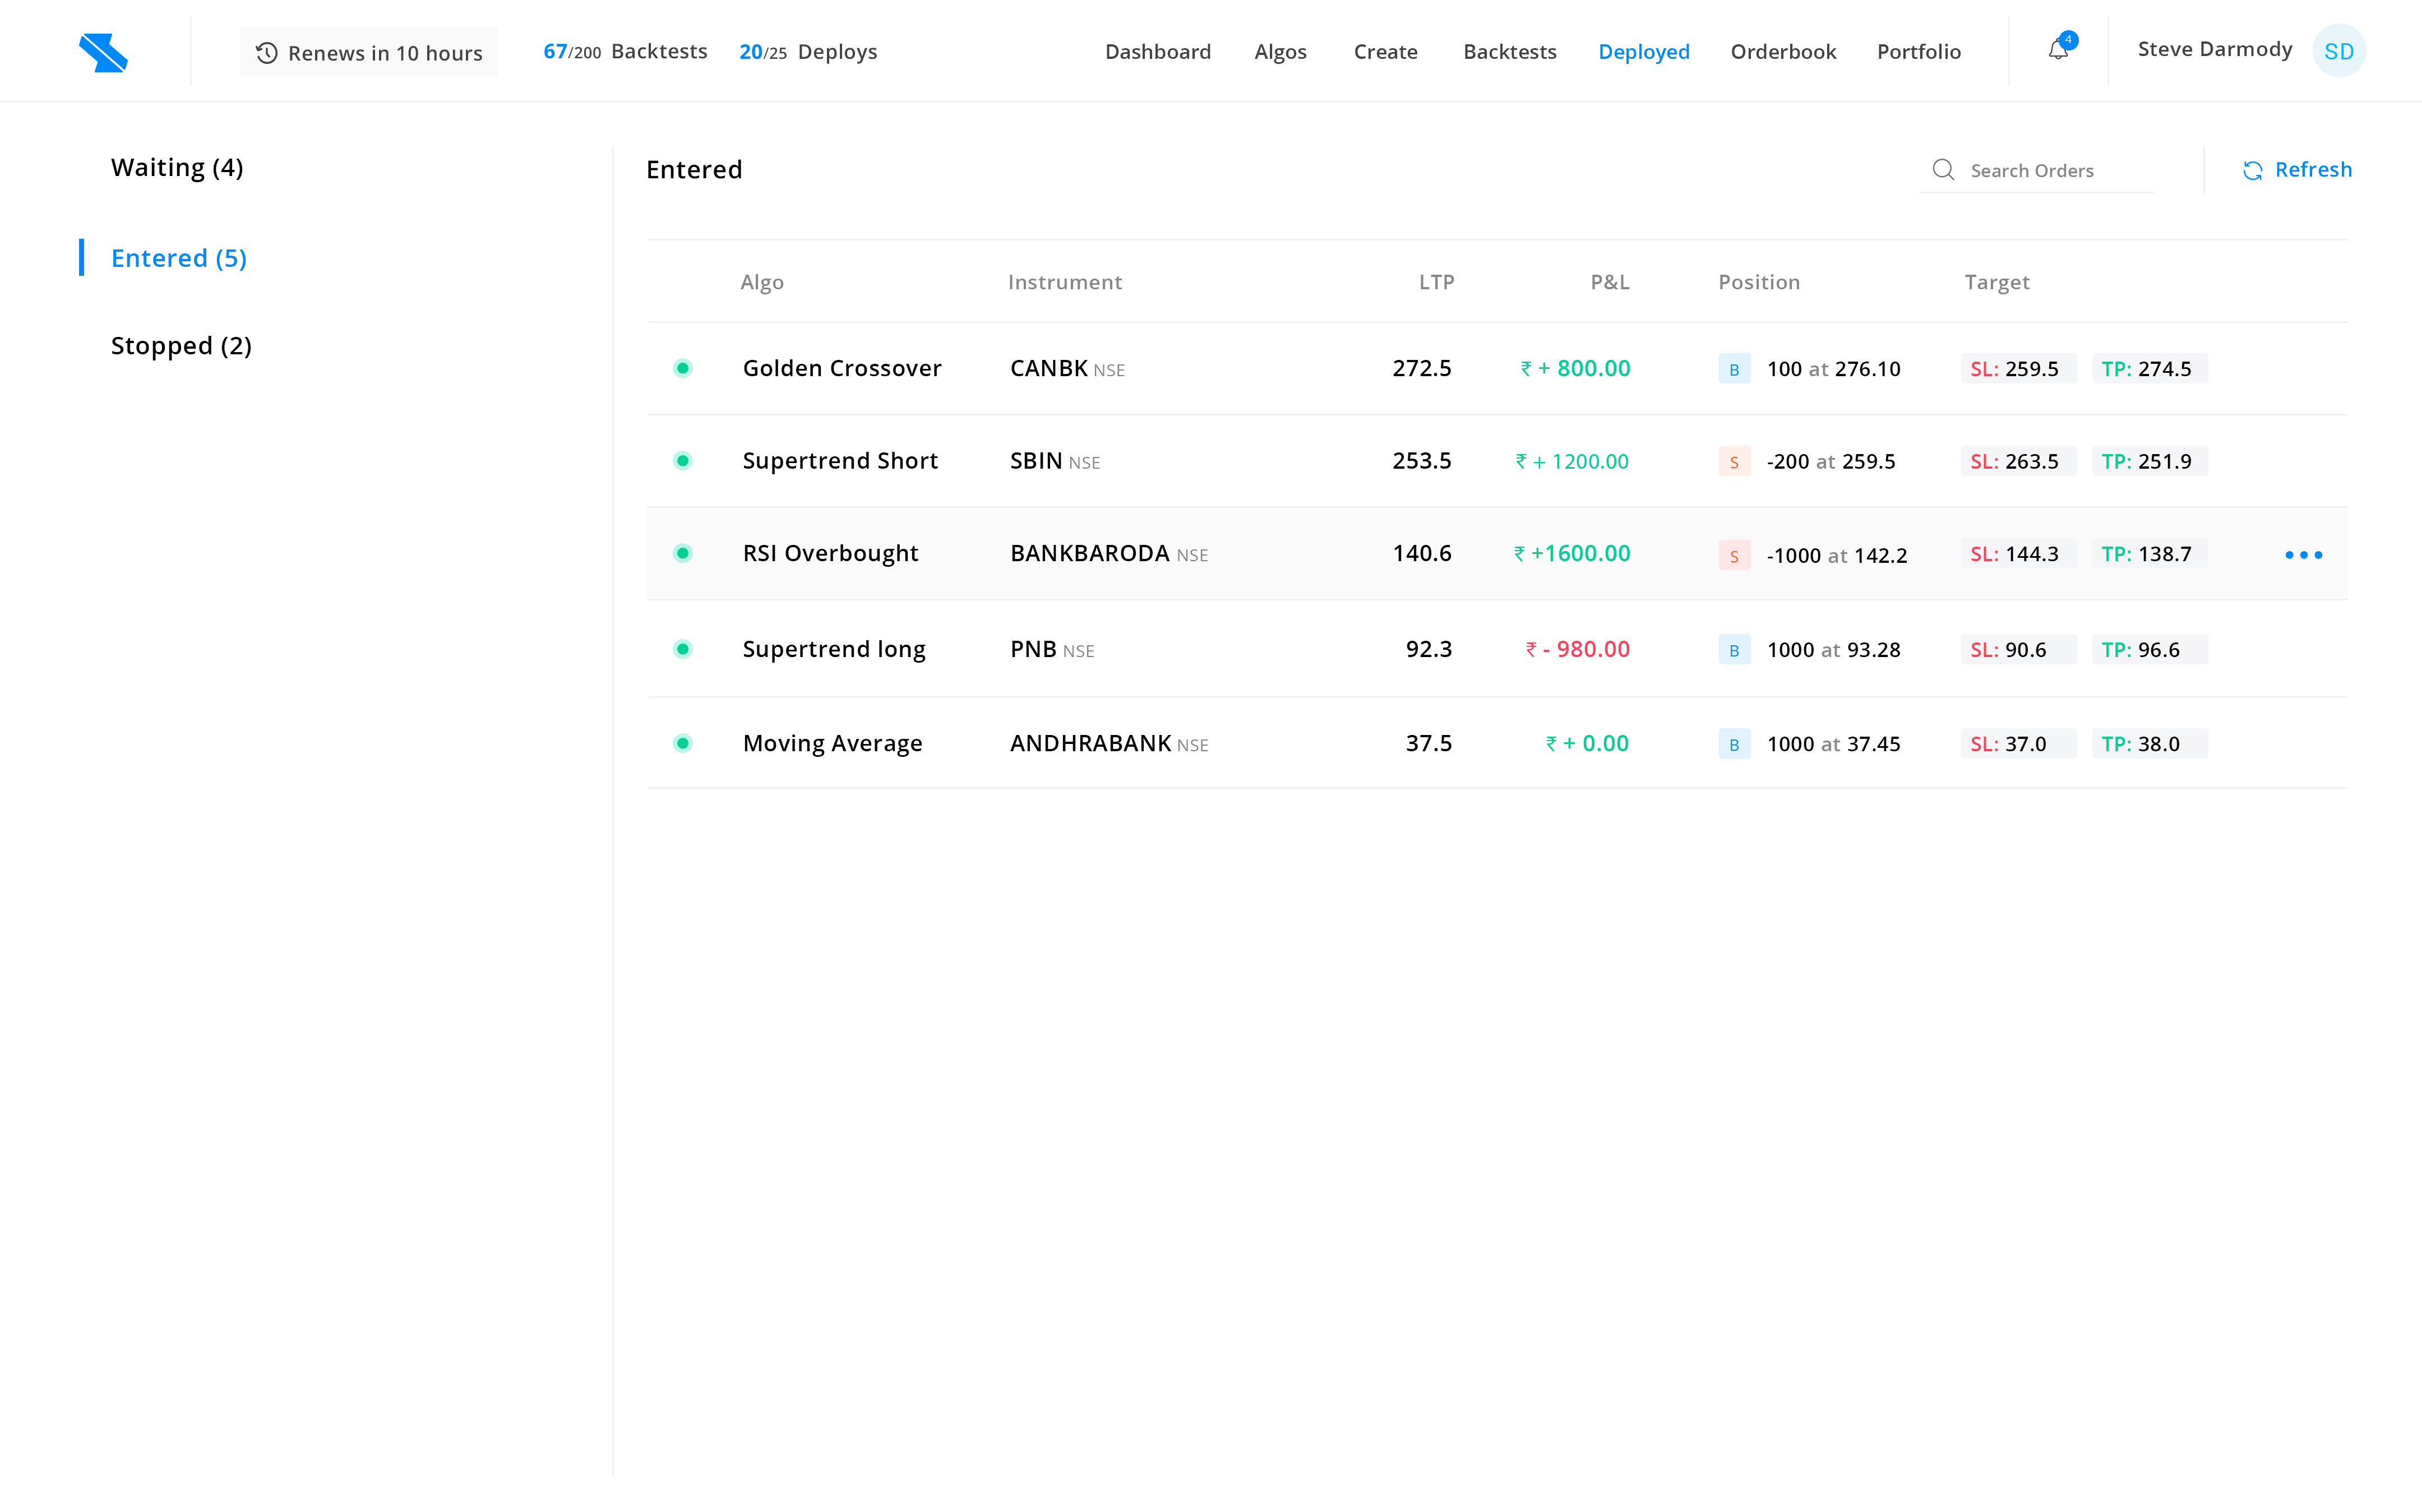 Renews in 10 hours 67/200 Backtests 20/25 Deploys Dashboard Algos Create Backtests Deployed Orderbook Portfolio 4 Steve Darmody SD
Waiting (4)
Entered (5)
Stopped (2)
Entered Search Orders Refresh
Algo Instrument LTP P&L Position Target
Golden Crossover CANBK NSE 272.5 ₹ + 800.00 B 100 at 276.10 SL: 259.5 TP: 274.5
Supertrend Short SBIN NSE 253.5 ₹ + 1200.00 S -200 at 259.5 SL: 263.5 TP: 251.9
RSI Overbought BANKBARODA NSE 140.6 ₹ +1600.00 S -1000 at 142.2 SL: 144.3 TP: 138.7
Supertrend long PNB NSE 92.3 ₹ - 980.00 B 1000 at 93.28 SL: 90.6 TP: 96.6
Moving Average ANDHRABANK NSE 37.5 ₹ + 0.00 B 1000 at 37.45 SL: 37.0 TP: 38.0